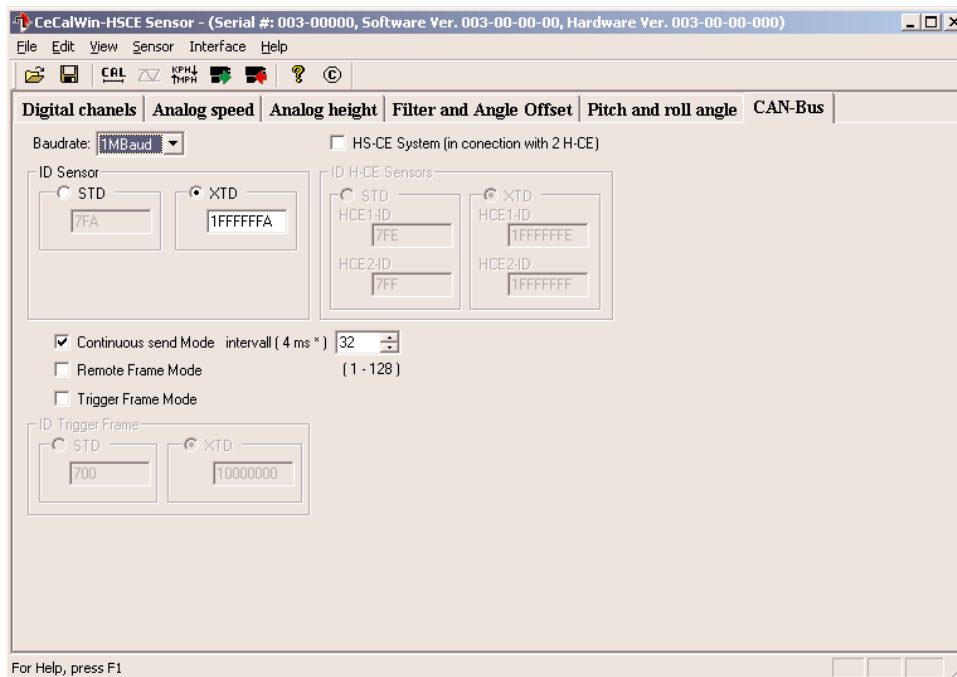 CeCalWin-HSCE Sensor - (Serial #: 003-00000, Software Ver. 003-00-00-00, Hardware Ver. 003-00-00-000)
File Edit View Sensor Interface Help
CAL KPH MPH ? ©
Digital chanels Analog speed Analog height Filter and Angle Offset Pitch and roll angle CAN-Bus
Baudrate: 1MBaud HS-CE System (in conection with 2 H-CE)
ID Sensor ID H-CE Sensors
STD XTD STD XTD
HCE1-ID HCE1-ID
7FA 1FFFFFFA 7FE 1FFFFFFE
HCE2-ID HCE2-ID
7FF 1FFFFFFF
Continuous send Mode intervall ( 4 ms * ) 32
Remote Frame Mode ( 1 - 128 )
Trigger Frame Mode
ID Trigger Frame
STD XTD
700 10000000
For Help, press F1